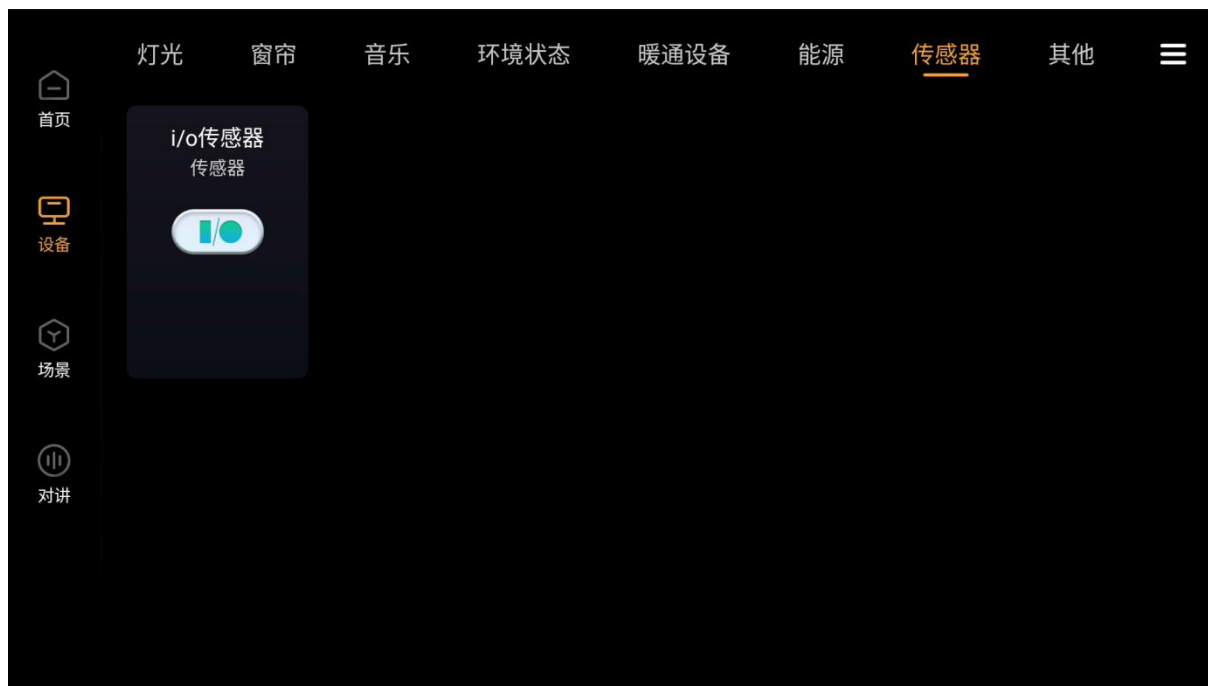 灯光 窗帘 音乐 环境状态 暖通设备 能源 传感器 其他
首页
设备
场景
对讲
i/o传感器
传感器
I/O